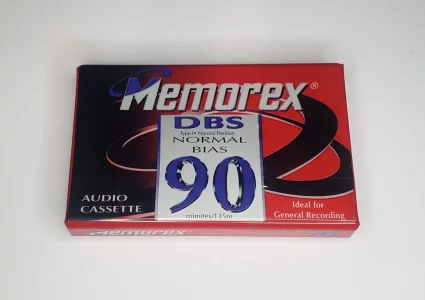 Memorex®
DBS
Type I • Normal Position
NORMAL
BIAS
90
minutes/135m
AUDIO
CASSETTE
Ideal for
General Recording
Memorex